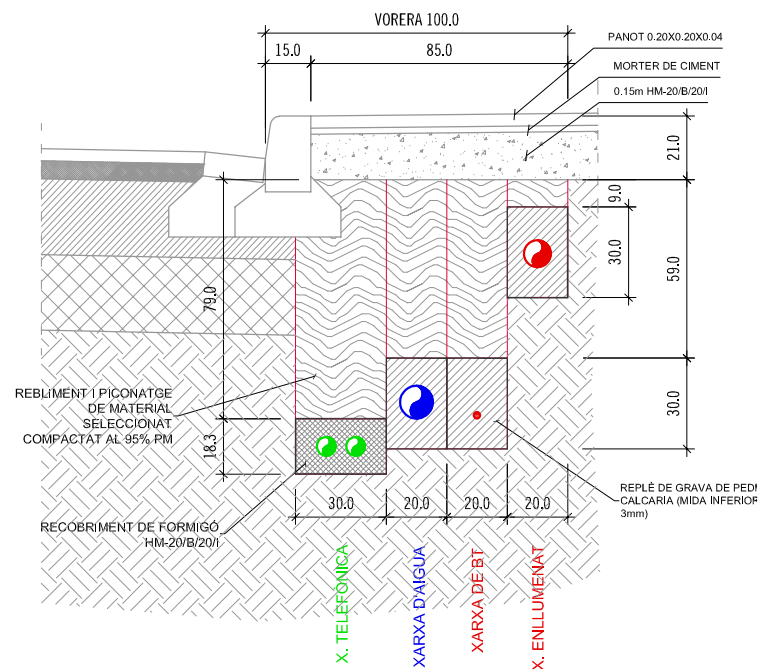 VORERA 100.0
15.0
85.0
PANOT 0.20X0.20X0.04
MORTER DE CIMENT
0.15m HM-20/B/20/I
21.0
9.0
30.0
59.0
30.0
79.0
18.3
REBLIMENT I PICONATGE
DE MATERIAL
SELECCIONAT
COMPACTAT AL 95% PM
RECOBRIMENT DE FORMIGÓ
HM-20/B/20/I
REPLÈ DE GRAVA DE PED
CALCARIA (MIDA INFERIOR
3mm)
30.0
20.0
20.0
20.0
X. TELEFÒNICA
XARXA D'AIGUA
XARXA DE BT
X. ENLLUMENAT